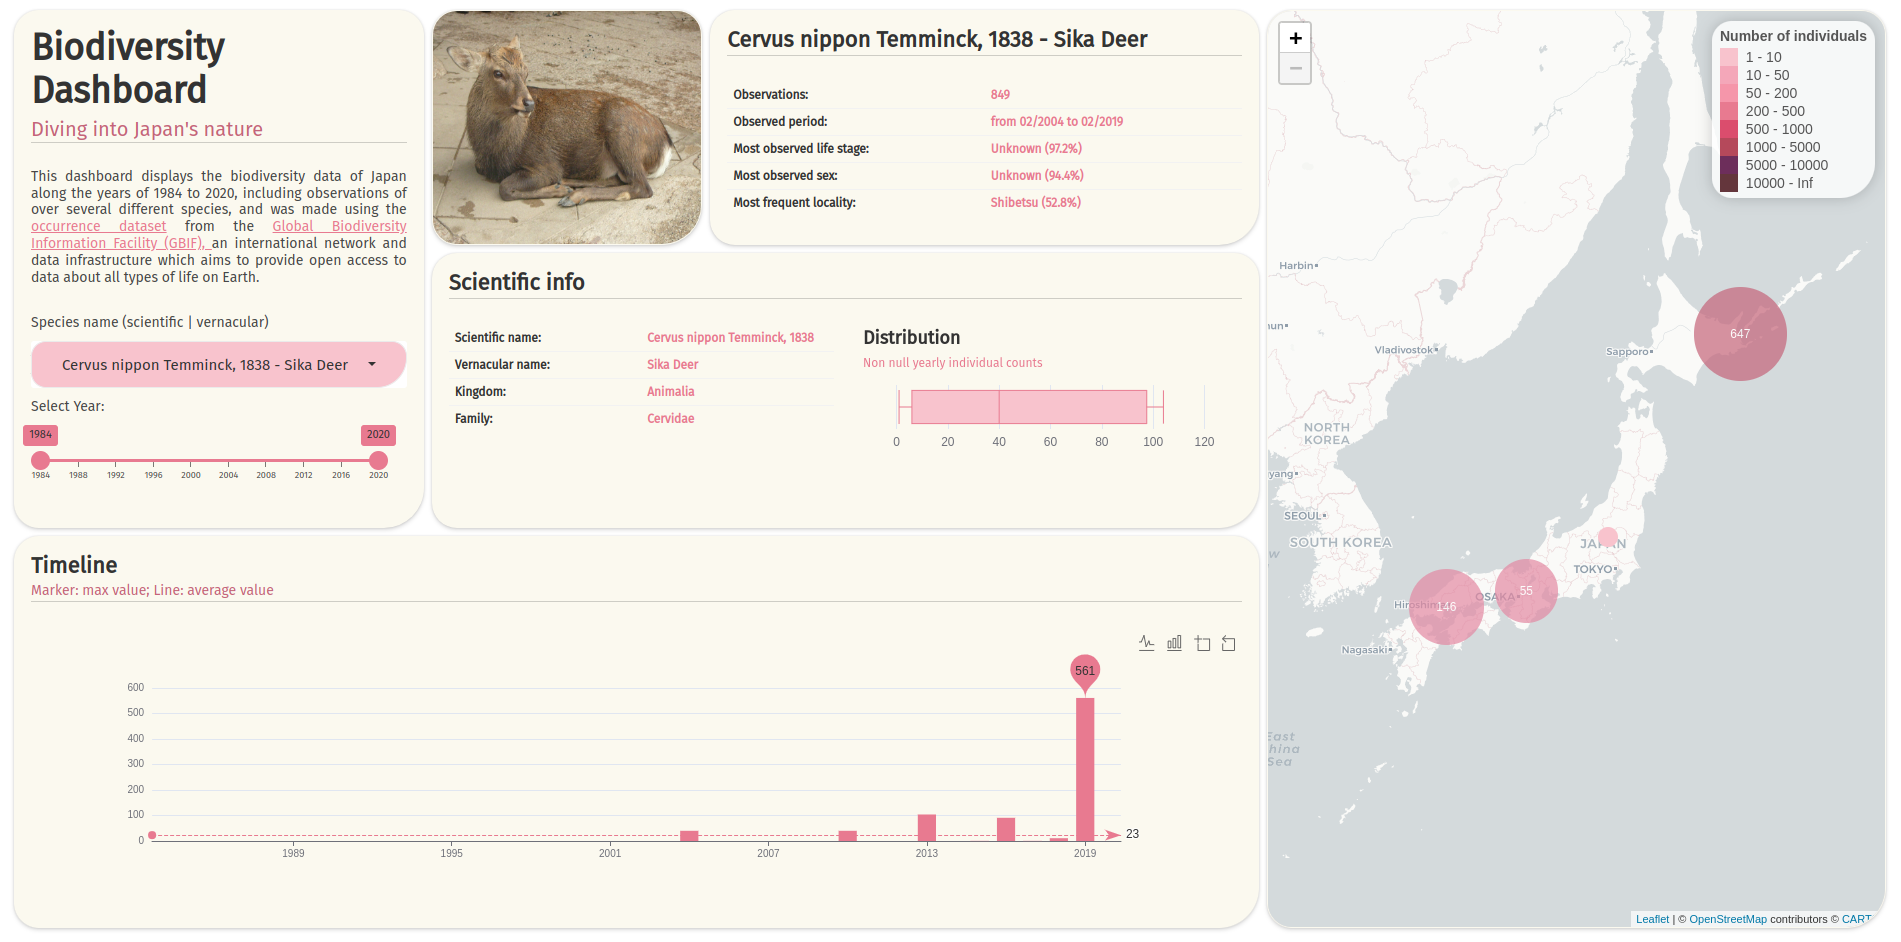 Biodiversity
Dashboard
Diving into Japan's nature
This dashboard displays the biodiversity data of Japan
along the years of 1984 to 2020, including observations of
over several different species, and was made using the
occurrence dataset from the Global Biodiversity
Information Facility (GBIF), an international network and
data infrastructure which aims to provide open access to
data about all types of life on Earth.
Species name (scientific | vernacular)
Cervus nippon Temminck, 1838 - Sika Deer
Select Year:
1984 2020
1984 1988 1992 1996 2000 2004 2008 2012 2016 2020
Cervus nippon Temminck, 1838 - Sika Deer
Observations: 849
Observed period: from 02/2004 to 02/2019
Most observed life stage: Unknown (97.2%)
Most observed sex: Unknown (94.4%)
Most frequent locality: Shibetsu (52.8%)
Scientific info
Scientific name: Cervus nippon Temminck, 1838
Vernacular name: Sika Deer
Kingdom: Animalia
Family: Cervidae
Distribution
Non null yearly individual counts
0 20 40 60 80 100 120
Timeline
Marker: max value; Line: average value
561
600
500
400
300
200
100
0
23
1989 1995 2001 2007 2013 2019
+
−
Number of individuals
1 - 10
10 - 50
50 - 200
200 - 500
500 - 1000
1000 - 5000
5000 - 10000
10000 - Inf
Harbin
647
Vladivostok
Sapporo
NORTH
KOREA
yang
SEOUL
SOUTH KOREA
JAPAN
TOKYO
OSAKA
55
Hiroshima
146
Nagasaki
East
hina
Sea
Leaflet | © OpenStreetMap contributors © CART